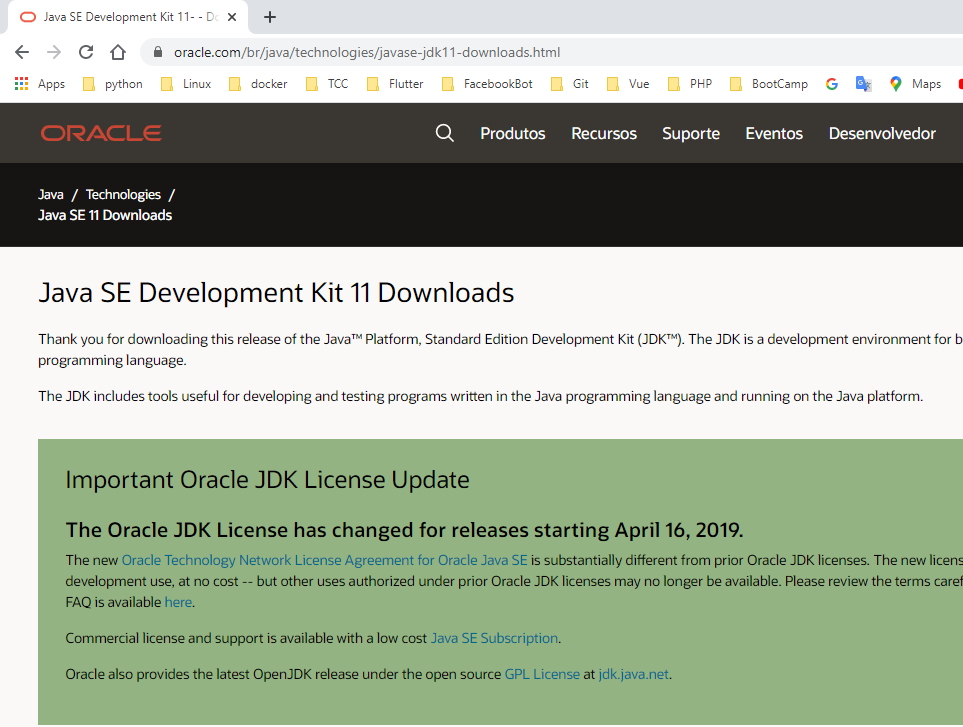 Java SE Development Kit 11- - Do
oracle.com/br/java/technologies/javase-jdk11-downloads.html
Apps python Linux docker TCC Flutter FacebookBot Git Vue PHP BootCamp Maps
ORACLE Produtos Recursos Suporte Eventos Desenvolvedor
Java / Technologies /
Java SE 11 Downloads
Java SE Development Kit 11 Downloads
Thank you for downloading this release of the Java™ Platform, Standard Edition Development Kit (JDK™). The JDK is a development environment for b
programming language.
The JDK includes tools useful for developing and testing programs written in the Java programming language and running on the Java platform.
Important Oracle JDK License Update
The Oracle JDK License has changed for releases starting April 16, 2019.
The new Oracle Technology Network License Agreement for Oracle Java SE is substantially different from prior Oracle JDK licenses. The new licens
development use, at no cost -- but other uses authorized under prior Oracle JDK licenses may no longer be available. Please review the terms caref
FAQ is available here.
Commercial license and support is available with a low cost Java SE Subscription.
Oracle also provides the latest OpenJDK release under the open source GPL License at jdk.java.net.